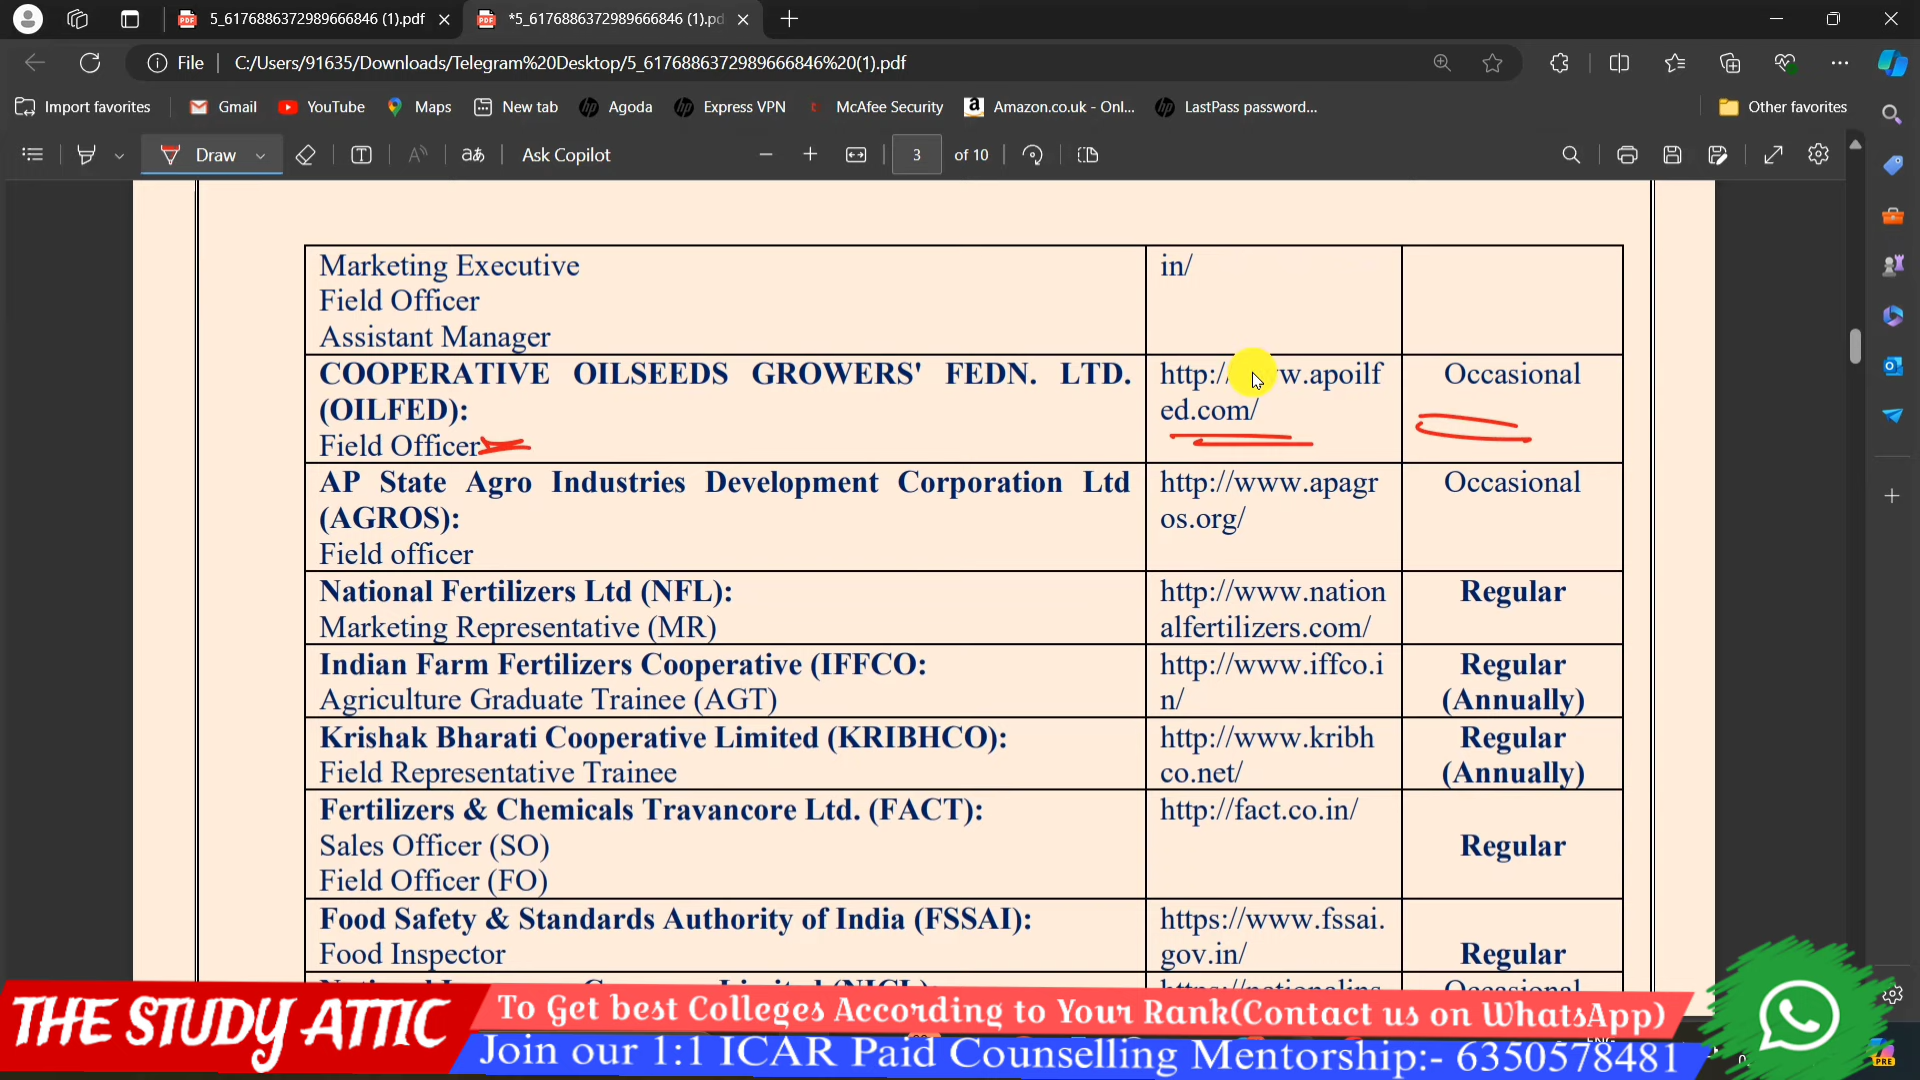 5_6176886372989666846 (1).pdf
*5_6176886372989666846 (1).pd
File
C:/Users/91635/Downloads/Telegram%20Desktop/5_6176886372989666846%20(1).pdf
Import favorites
Gmail
YouTube
Maps
New tab
Agoda
Express VPN
McAfee Security
Amazon.co.uk - Onl...
LastPass password...
Other favorites
Draw
Ask Copilot
3
of 10
Marketing Executive
Field Officer
Assistant Manager
in/
COOPERATIVE OILSEEDS GROWERS' FEDN. LTD.
(OILFED):
Field Officer
ed.com/
Occasional
AP State Agro Industries Development Corporation Ltd
(AGROS):
Field officer
http://www.apagr
os.org/
Occasional
National Fertilizers Ltd (NFL):
Marketing Representative (MR)
http://www.nation
alfertilizers.com/
Regular
Indian Farm Fertilizers Cooperative (IFFCO:
Agriculture Graduate Trainee (AGT)
http://www.iffco.i
n/
Regular
(Annually)
Krishak Bharati Cooperative Limited (KRIBHCO):
Field Representative Trainee
http://www.kribh
co.net/
Regular
(Annually)
Fertilizers & Chemicals Travancore Ltd. (FACT):
Sales Officer (SO)
Field Officer (FO)
http://fact.co.in/
Regular
Food Safety & Standards Authority of India (FSSAI):
Food Inspector
https://www.fssai.
gov.in/
Regular
THE STUDY ATTIC
To Get best Colleges According to Your Rank(Contact us on WhatsApp)
Join our 1:1 ICAR Paid Counselling Mentorship:- 6350578481
PRE